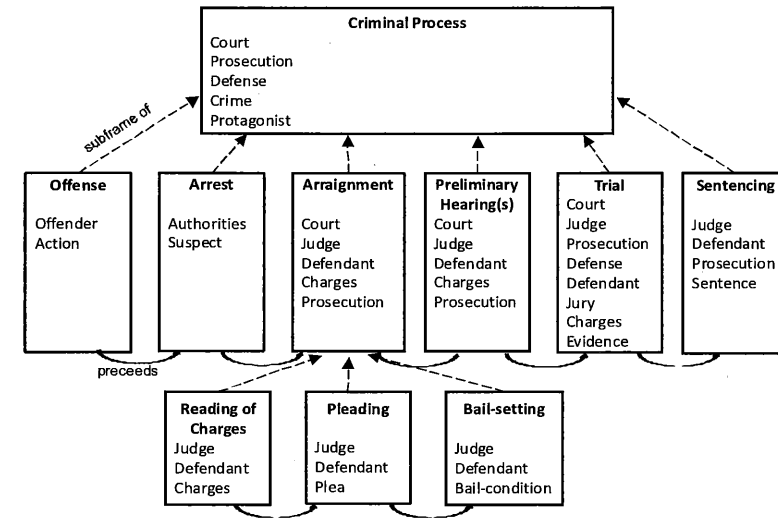 Criminal Process
Court
Prosecution
Defense
Crime
Protagonist
subframe of
Offense
Offender
Action
Arrest
Authorities
Suspect
Arraignment
Court
Judge
Defendant
Charges
Prosecution
Preliminary
Hearing(s)
Court
Judge
Defendant
Charges
Prosecution
Trial
Court
Judge
Prosecution
Defense
Defendant
Jury
Charges
Evidence
Sentencing
Judge
Defendant
Prosecution
Sentence
preceeds
Reading of
Charges
Judge
Defendant
Charges
Pleading
Judge
Defendant
Plea
Bail-setting
Judge
Defendant
Bail-condition